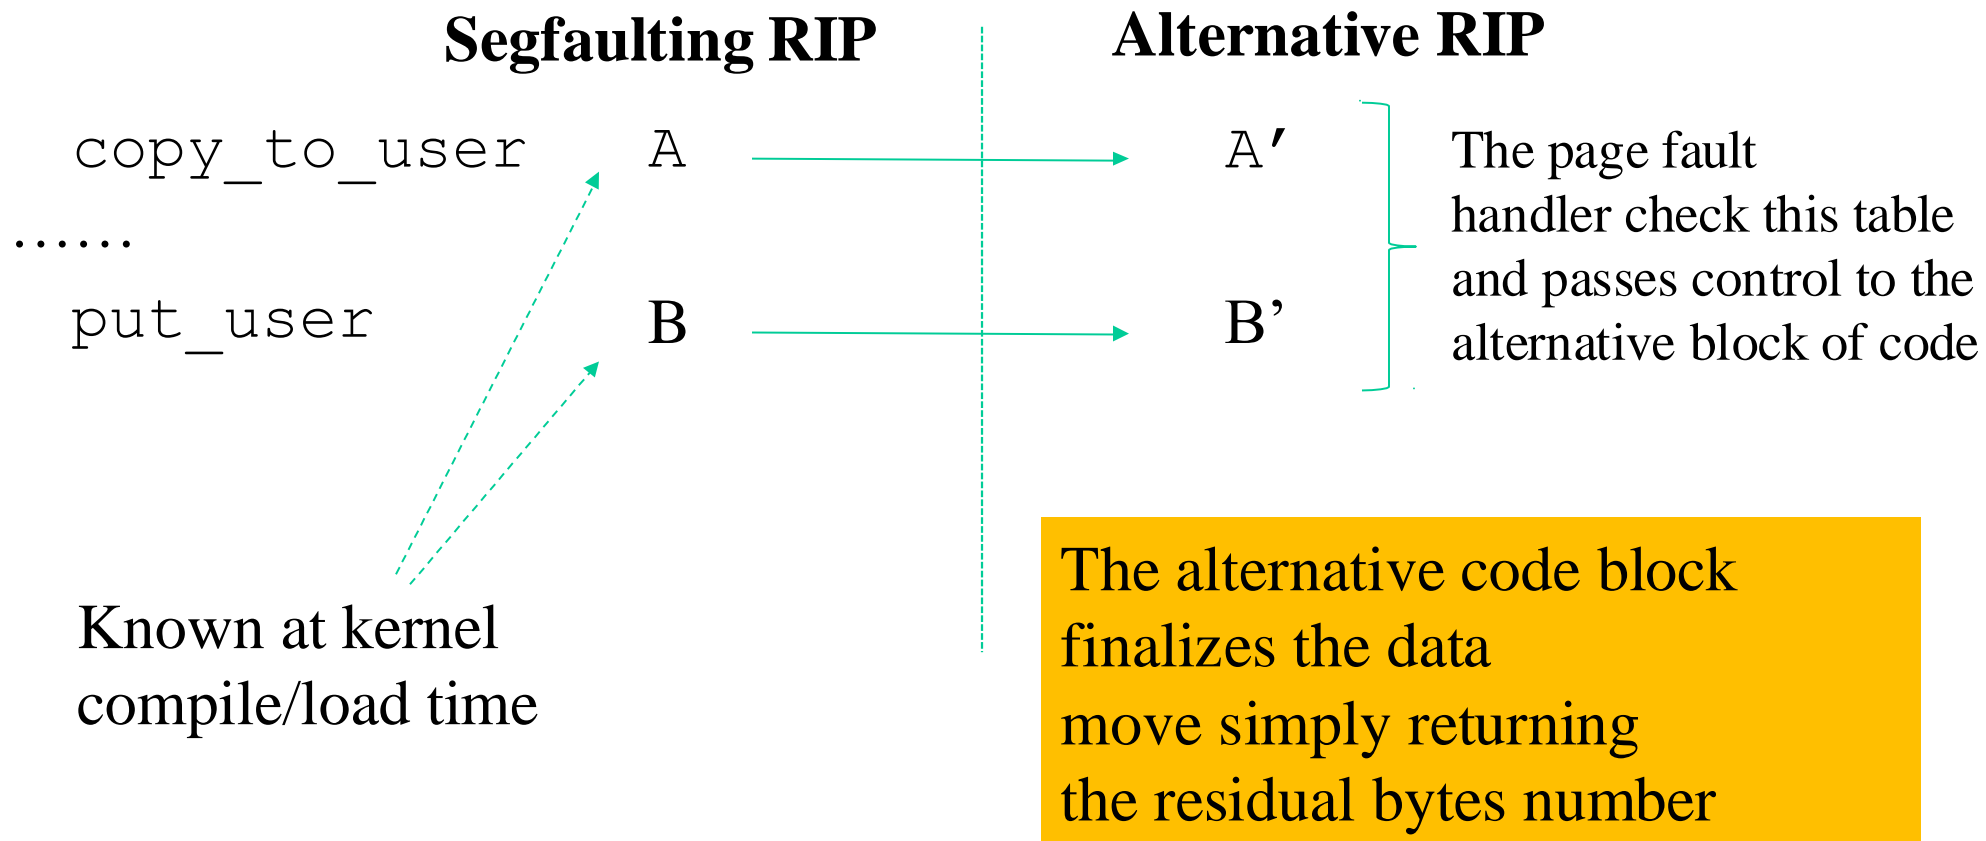 Segfaulting RIP
Alternative RIP
copy_to_user A A′
……
put_user B B’
The page fault
handler check this table
and passes control to the
alternative block of code
Known at kernel
compile/load time
The alternative code block
finalizes the data
move simply returning
the residual bytes number